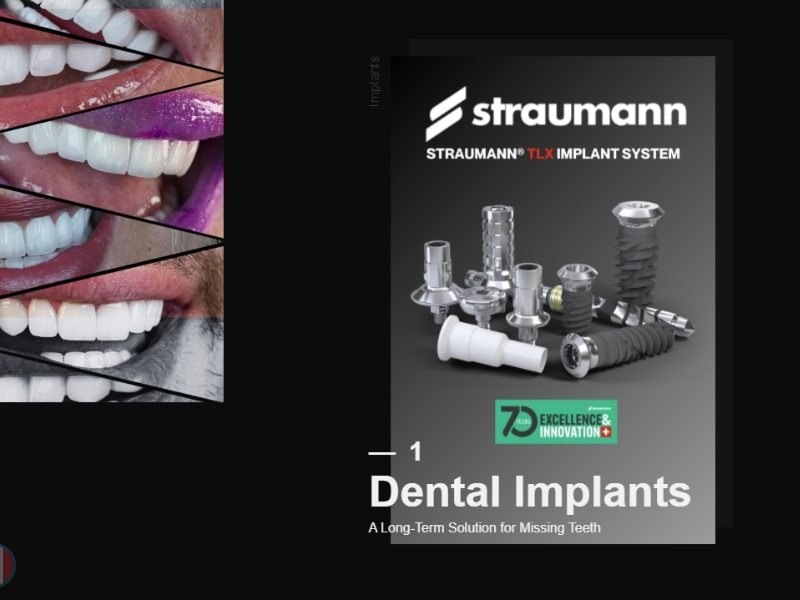 Implants
straumann
STRAUMANN® TLX IMPLANT SYSTEM
straumann
70 YEARS EXCELLENCE &
INNOVATION
— 1
Dental Implants
A Long-Term Solution for Missing Teeth